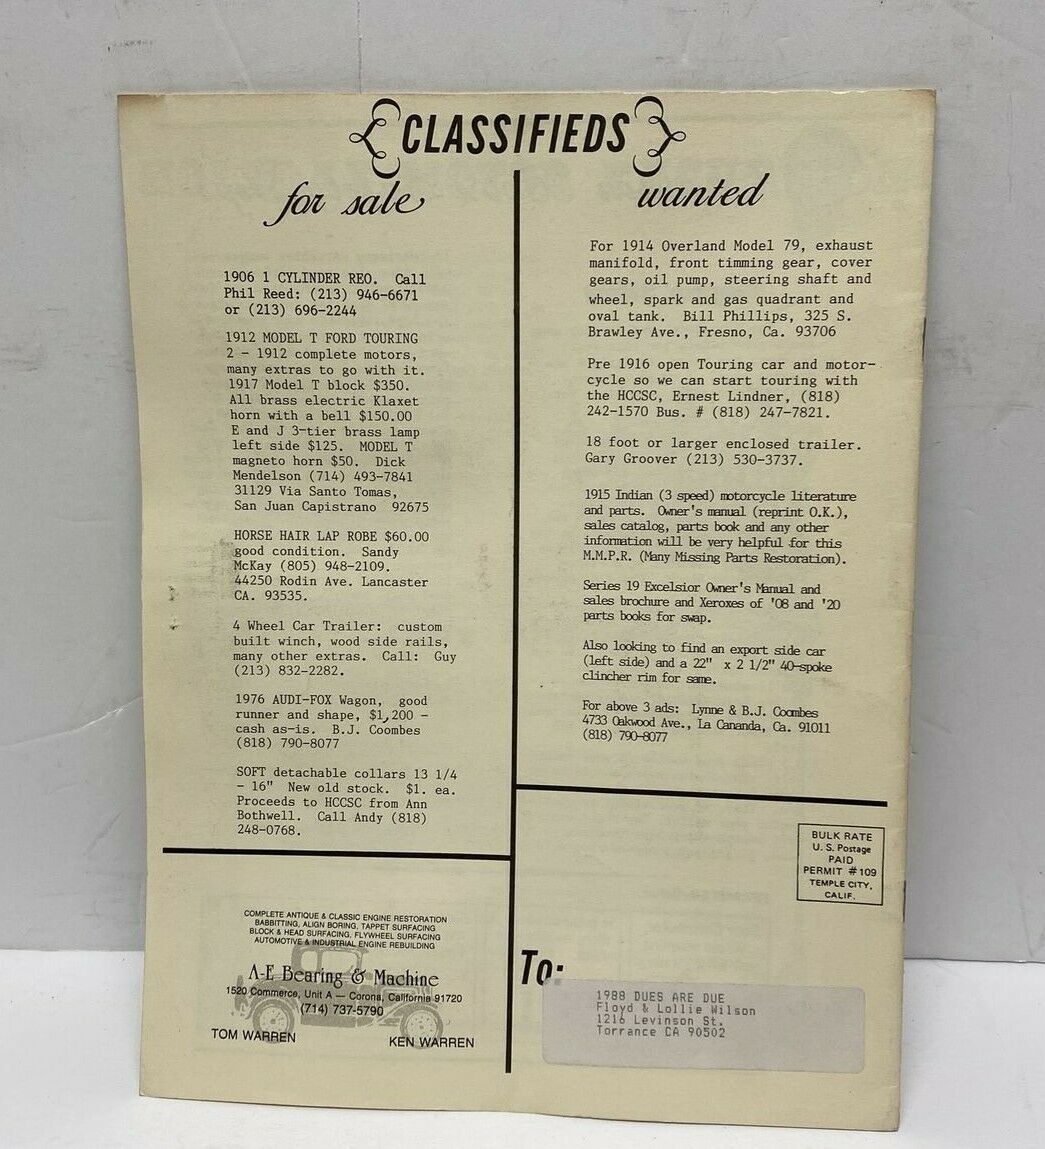 CLASSIFIEDS
for sale
1906 1 CYLINDER REO. Call
Phil Reed: (213) 946-6671
or (213) 696-2244
1912 MODEL T FORD TOURING
2 - 1912 complete motors,
many extras to go with it.
1917 Model T block $350.
All brass electric Klaxet
horn with a bell $150.00
E and J 3-tier brass lamp
left side $125. MODEL T
magneto horn $50. Dick
Mendelson (714) 493-7841
31129 Via Santo Tomas,
San Juan Capistrano 92675
HORSE HAIR LAP ROBE $60.00
good condition. Sandy
McKay (805) 948-2109.
44250 Rodin Ave. Lancaster
CA. 93535.
4 Wheel Car Trailer: custom
built winch, wood side rails,
many other extras. Call: Guy
(213) 832-2282.
1976 AUDI-FOX Wagon, good
runner and shape, $1,200 -
cash as-is. B.J. Coombes
(818) 790-8077
SOFT detachable collars 13 1/4
- 16" New old stock. $1. ea.
Proceeds to HCCSC from Ann
Bothwell. Call Andy (818)
248-0768.
wanted
For 1914 Overland Model 79, exhaust
manifold, front timming gear, cover
gears, oil pump, steering shaft and
wheel, spark and gas quadrant and
oval tank. Bill Phillips, 325 S.
Brawley Ave., Fresno, Ca. 93706
Pre 1916 open Touring car and motor-
cycle so we can start touring with
the HCCSC, Ernest Lindner, (818)
242-1570 Bus. # (818) 247-7821.
18 foot or larger enclosed trailer.
Gary Groover (213) 530-3737.
1915 Indian (3 speed) motorcycle literature
and parts. Owner's manual (reprint O.K.),
sales catalog, parts book and any other
information will be very helpful for this
M.M.P.R. (Many Missing Parts Restoration).
Series 19 Excelsior Owner's Manual and
sales brochure and Xeroxes of '08 and '20
parts books for swap.
Also looking to find an export side car
(left side) and a 22" x 2 1/2" 40-spoke
clincher rim for same.
For above 3 ads: Lynne & B.J. Coombes
4733 Oakwood Ave., La Cananda, Ca. 91011
(818) 790-8077
COMPLETE ANTIQUE & CLASSIC ENGINE RESTORATION
BABBITTING, ALIGN BORING, TAPPET SURFACING
BLOCK & HEAD SURFACING, FLYWHEEL SURFACING
AUTOMOTIVE & INDUSTRIAL ENGINE REBUILDING
A-E Bearing & Machine
1520 Commerce, Unit A — Corona, California 91720
(714) 737-5790
TOM WARREN KEN WARREN
BULK RATE
U.S. Postage
PAID
PERMIT #109
TEMPLE CITY,
CALIF.
To:
1988 DUES ARE DUE
Floyd & Lollie Wilson
1216 Levinson St.
Torrance CA 90502